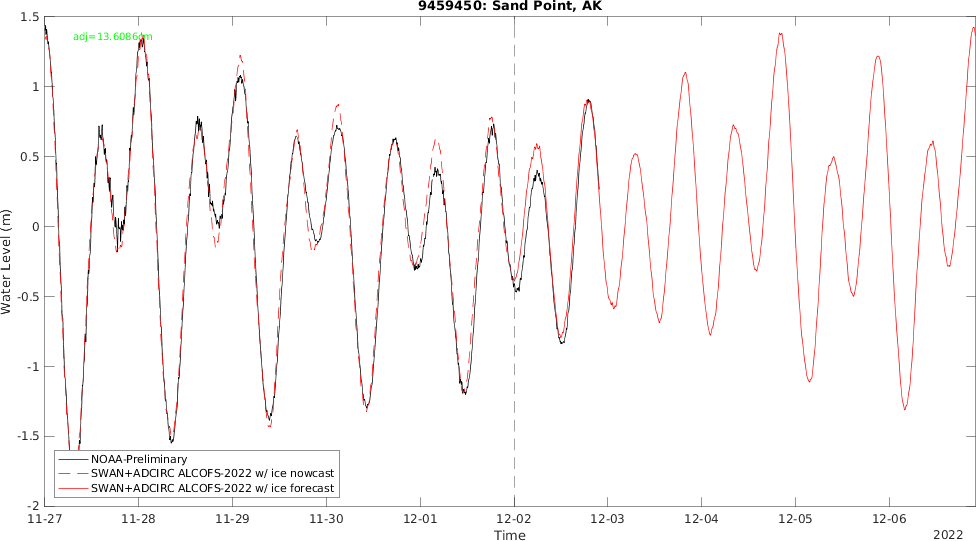 9459450: Sand Point, AK
adj=13.6086cm
Water Level (m)
1.5
1
0.5
0
-0.5
-1
-1.5
-2
NOAA-Preliminary
SWAN+ADCIRC ALCOFS-2022 w/ ice nowcast
SWAN+ADCIRC ALCOFS-2022 w/ ice forecast
11-27 11-28 11-29 11-30 12-01 12-02 12-03 12-04 12-05 12-06
Time
2022